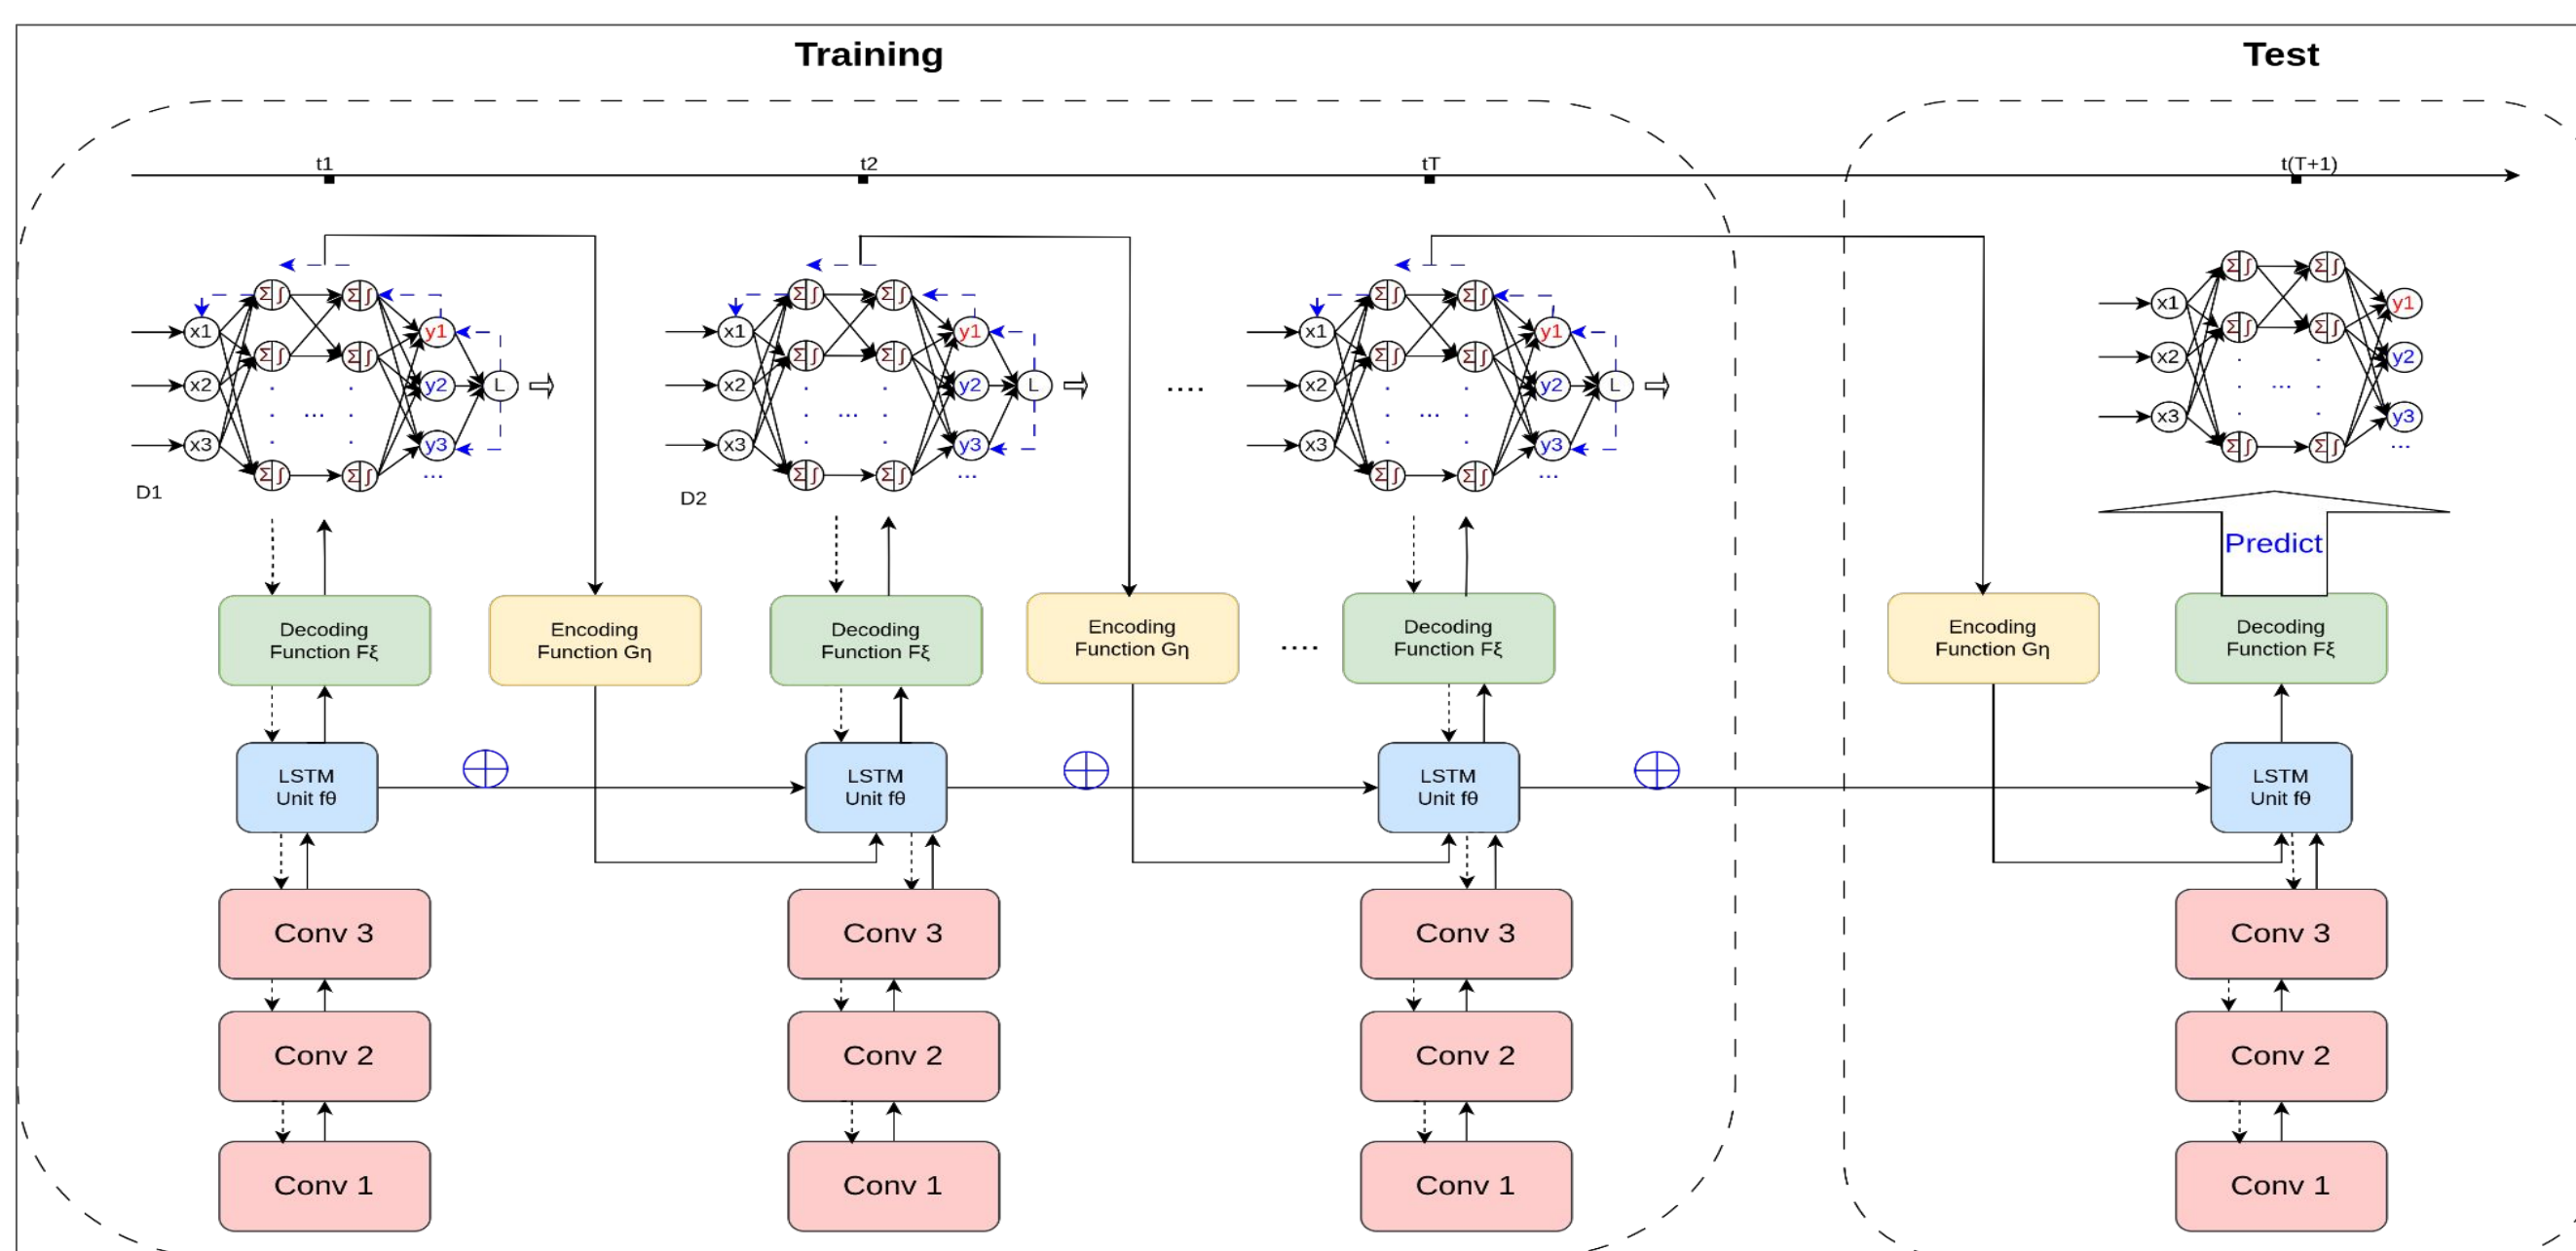 Training
Test
t1
t2
tT
t(T+1)
x1
x2
x3
Σ ∫
Σ ∫
Σ ∫
Σ ∫
Σ ∫
Σ ∫
...
y1
y2
y3
...
L
D1
x1
x2
x3
Σ ∫
Σ ∫
Σ ∫
Σ ∫
Σ ∫
Σ ∫
...
y1
y2
y3
...
L
D2
....
x1
x2
x3
Σ ∫
Σ ∫
Σ ∫
Σ ∫
Σ ∫
Σ ∫
...
y1
y2
y3
...
L
x1
x2
x3
Σ ∫
Σ ∫
Σ ∫
Σ ∫
Σ ∫
Σ ∫
...
y1
y2
y3
...
Predict
Decoding
Function Fξ
Encoding
Function Gη
Decoding
Function Fξ
Encoding
Function Gη
....
Decoding
Function Fξ
Encoding
Function Gη
Decoding
Function Fξ
LSTM
Unit fθ
LSTM
Unit fθ
LSTM
Unit fθ
LSTM
Unit fθ
Conv 3
Conv 3
Conv 3
Conv 3
Conv 2
Conv 2
Conv 2
Conv 2
Conv 1
Conv 1
Conv 1
Conv 1